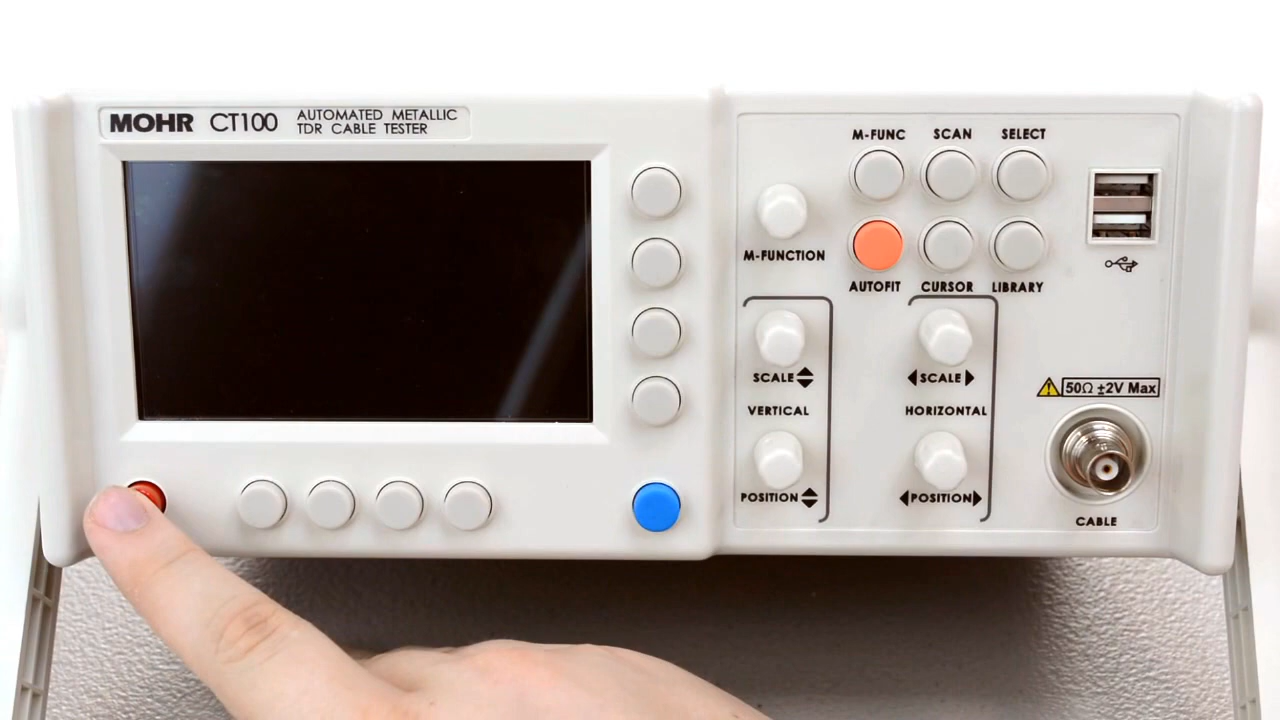 MOHR CT100 AUTOMATED METALLIC
TDR CABLE TESTER
M-FUNC SCAN SELECT
M-FUNCTION
AUTOFIT CURSOR LIBRARY
SCALE
SCALE
VERTICAL
HORIZONTAL
POSITION
POSITION
50Ω ±2V Max
CABLE